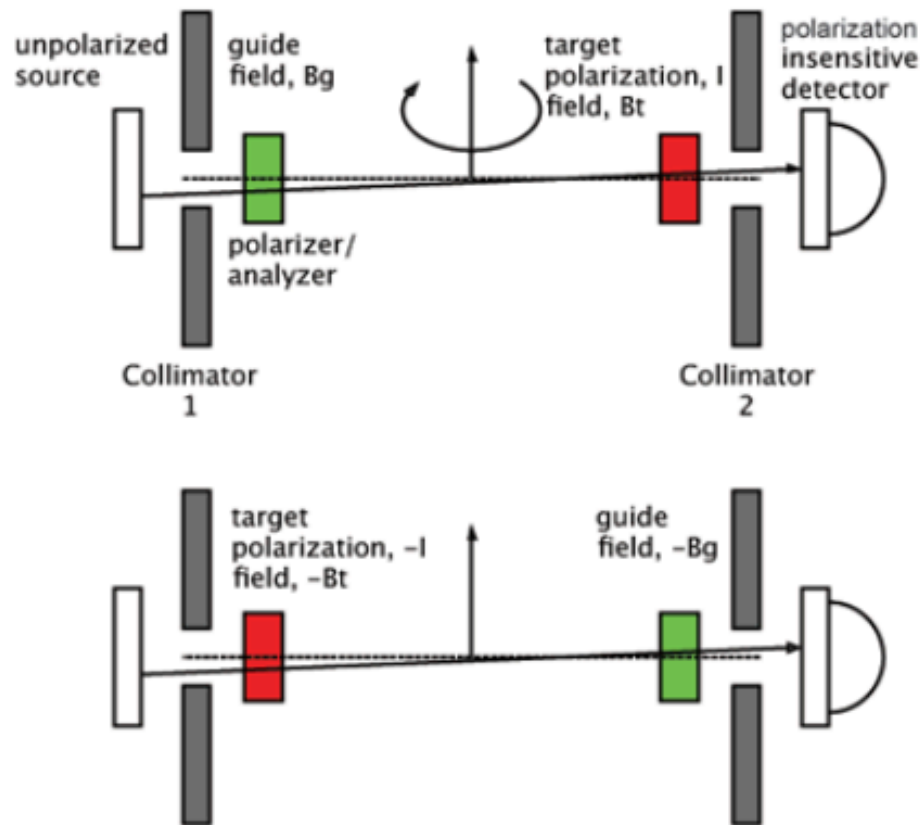 unpolarized
source
guide
field, Bg
target
polarization, I
field, Bt
polarization
insensitive
detector
polarizer/
analyzer
Collimator
1
Collimator
2
target
polarization, –I
field, –Bt
guide
field, –Bg